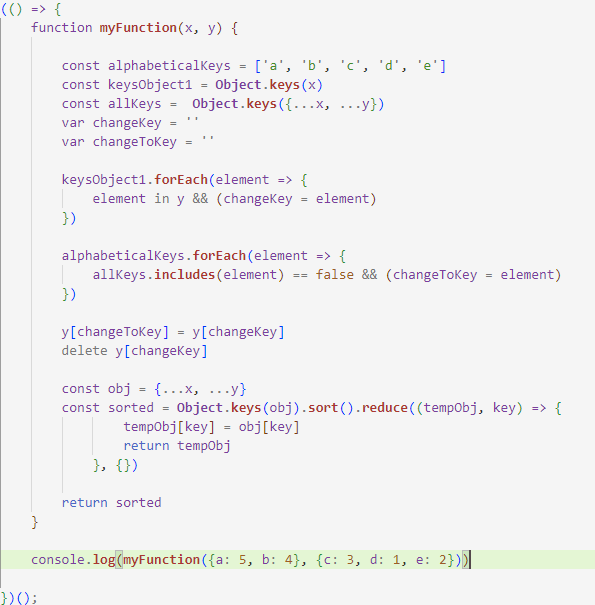 (() => {
    function myFunction(x, y) {
        const alphabeticalKeys = ['a', 'b', 'c', 'd', 'e']
        const keysObject1 = Object.keys(x)
        const allKeys =  Object.keys({...x, ...y})
        var changeKey = ''
        var changeToKey = ''
        keysObject1.forEach(element => {
            element in y && (changeKey = element)
        })
        alphabeticalKeys.forEach(element => {
            allKeys.includes(element) == false && (changeToKey = element)
        })
        y[changeToKey] = y[changeKey]
        delete y[changeKey]
        const obj = {...x, ...y}
        const sorted = Object.keys(obj).sort().reduce((tempObj, key) => {
                tempObj[key] = obj[key]
                return tempObj
            }, {})
        return sorted
    }
    console.log(myFunction({a: 5, b: 4}, {c: 3, d: 1, e: 2}))
})();